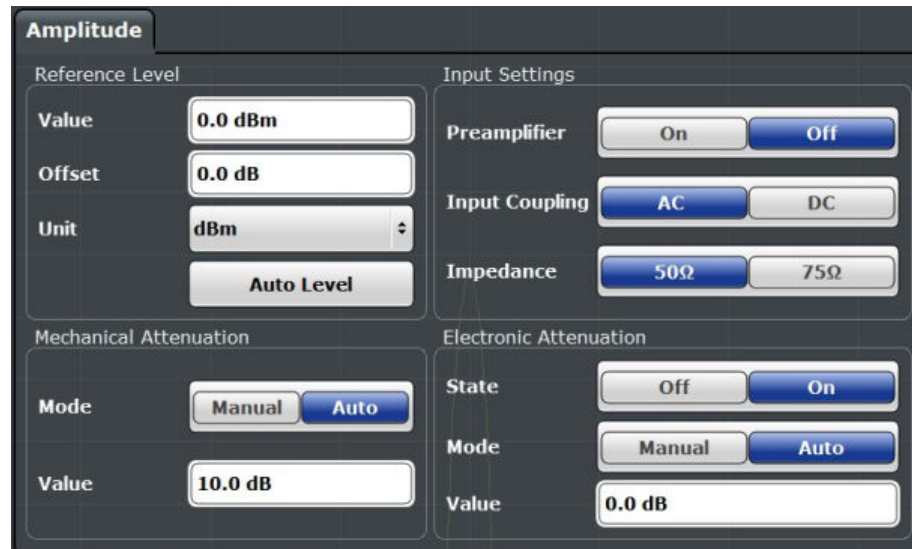 Amplitude
Reference Level
Value 0.0 dBm
Offset 0.0 dB
Unit dBm
Auto Level
Input Settings
Preamplifier On Off
Input Coupling AC DC
Impedance 50Ω 75Ω
Mechanical Attenuation
Mode Manual Auto
Value 10.0 dB
Electronic Attenuation
State Off On
Mode Manual Auto
Value 0.0 dB